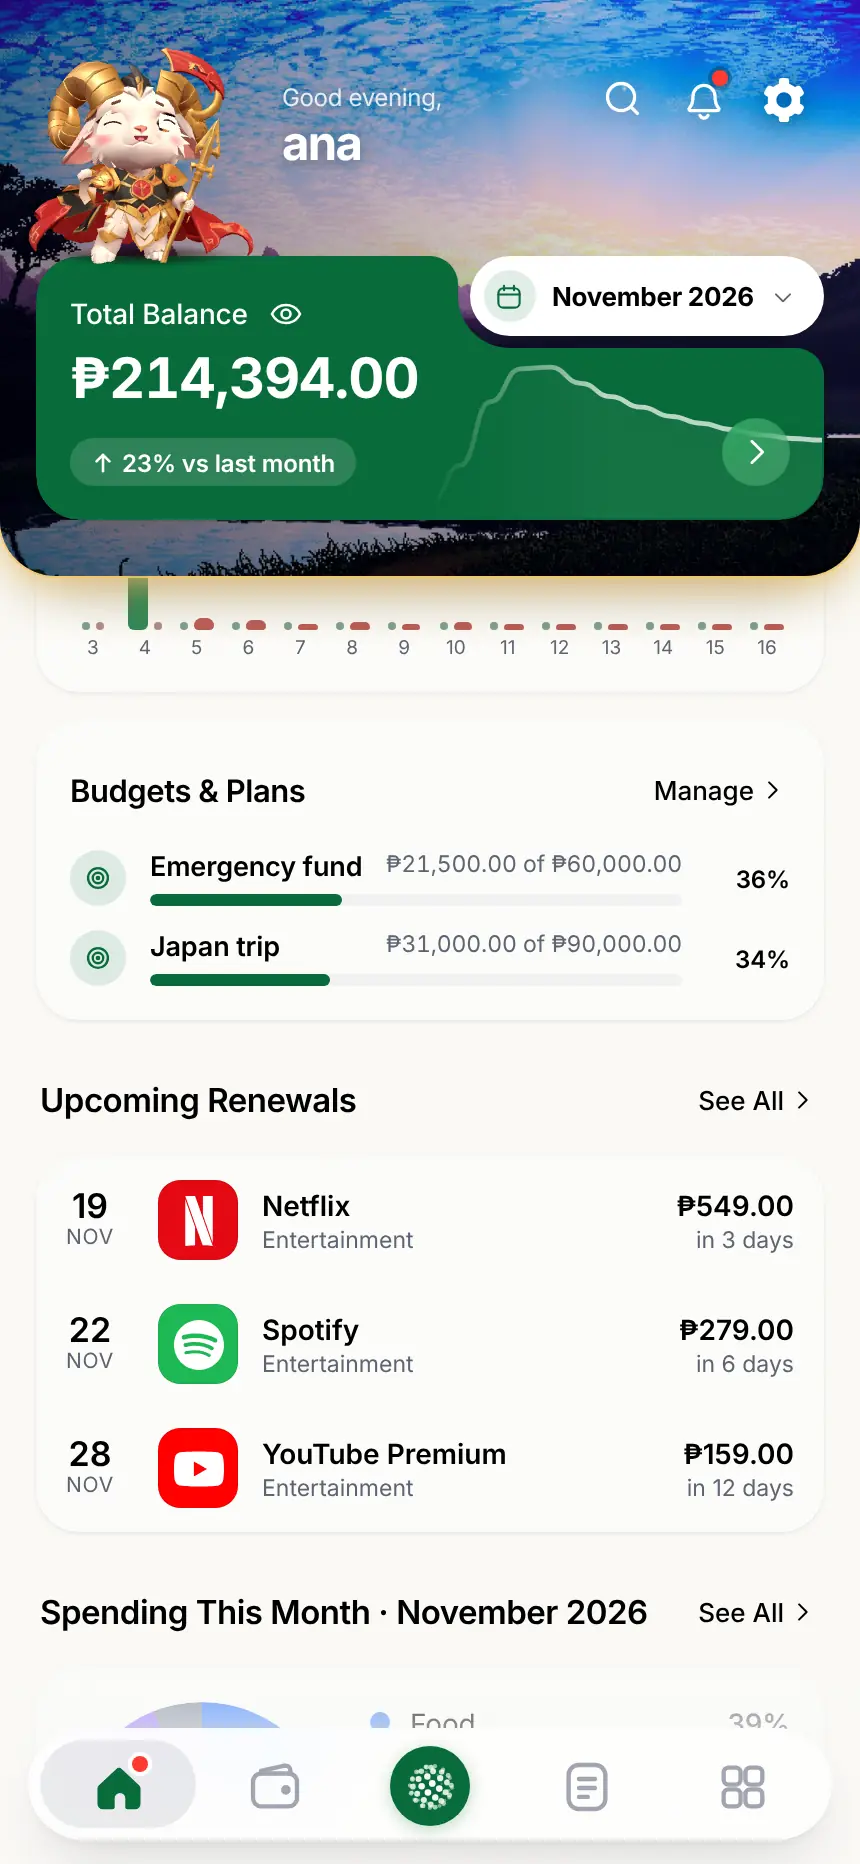 Good evening,
ana
November 2026
Total Balance
₱214,394.00
↑ 23% vs last month
3 4 5 6 7 8 9 10 11 12 13 14 15 16
Budgets & Plans
Manage >
Emergency fund ₱21,500.00 of ₱60,000.00 36%
Japan trip ₱31,000.00 of ₱90,000.00 34%
Upcoming Renewals
See All >
19 NOV
Netflix
Entertainment
₱549.00
in 3 days
22 NOV
Spotify
Entertainment
₱279.00
in 6 days
28 NOV
YouTube Premium
Entertainment
₱159.00
in 12 days
Spending This Month · November 2026
See All >
Food 39%